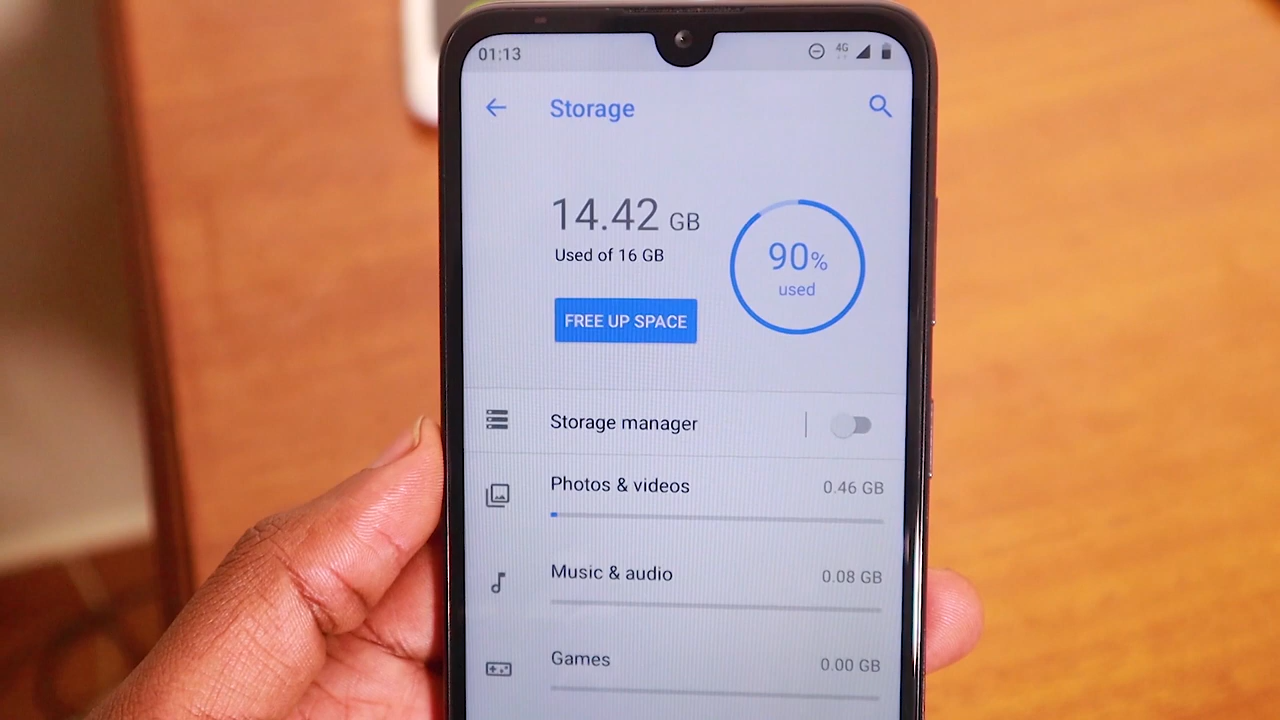 01:13
4G
Storage
14.42 GB
Used of 16 GB
90%
used
FREE UP SPACE
Storage manager
Photos & videos
0.46 GB
Music & audio
0.08 GB
Games
0.00 GB